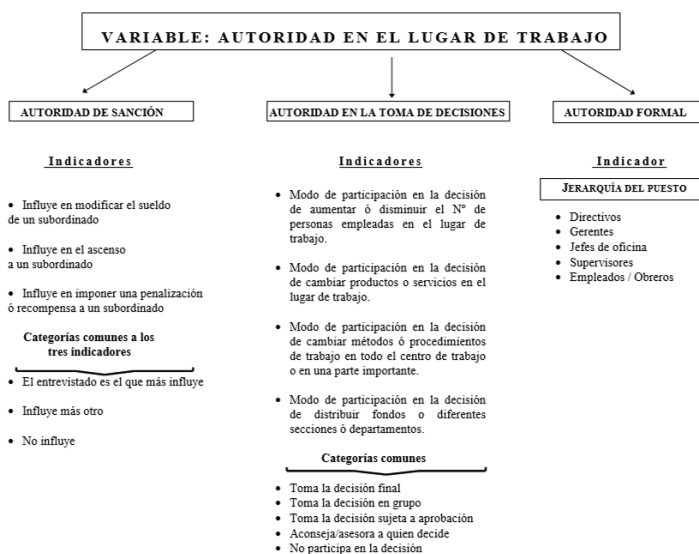 VARIABLE: AUTORIDAD EN EL LUGAR DE TRABAJO
AUTORIDAD DE SANCIÓN
Indicadores
• Influye en modificar el sueldo
de un subordinado
• Influye en el ascenso
a un subordinado
• Influye en imponer una penalización
ó recompensa a un subordinado
Categorías comunes a los
tres indicadores
• El entrevistado es el que más influye
• Influye más otro
• No influye
AUTORIDAD EN LA TOMA DE DECISIONES
Indicadores
• Modo de participación en la decisión
de aumentar ó disminuir el Nº de
personas empleadas en el lugar de
trabajo.
• Modo de participación en la decisión
de cambiar productos o servicios en el
lugar de trabajo.
• Modo de participación en la decisión
de cambiar métodos ó procedimientos
de trabajo en todo el centro de trabajo
o en una parte importante.
• Modo de participación en la decisión
de distribuir fondos o diferentes
secciones ó departamentos.
Categorías comunes
• Toma la decisión final
• Toma la decisión en grupo
• Toma la decisión sujeta a aprobación
• Aconseja/asesora a quien decide
• No participa en la decisión
AUTORIDAD FORMAL
Indicador
JERARQUÍA DEL PUESTO
• Directivos
• Gerentes
• Jefes de oficina
• Supervisores
• Empleados / Obreros